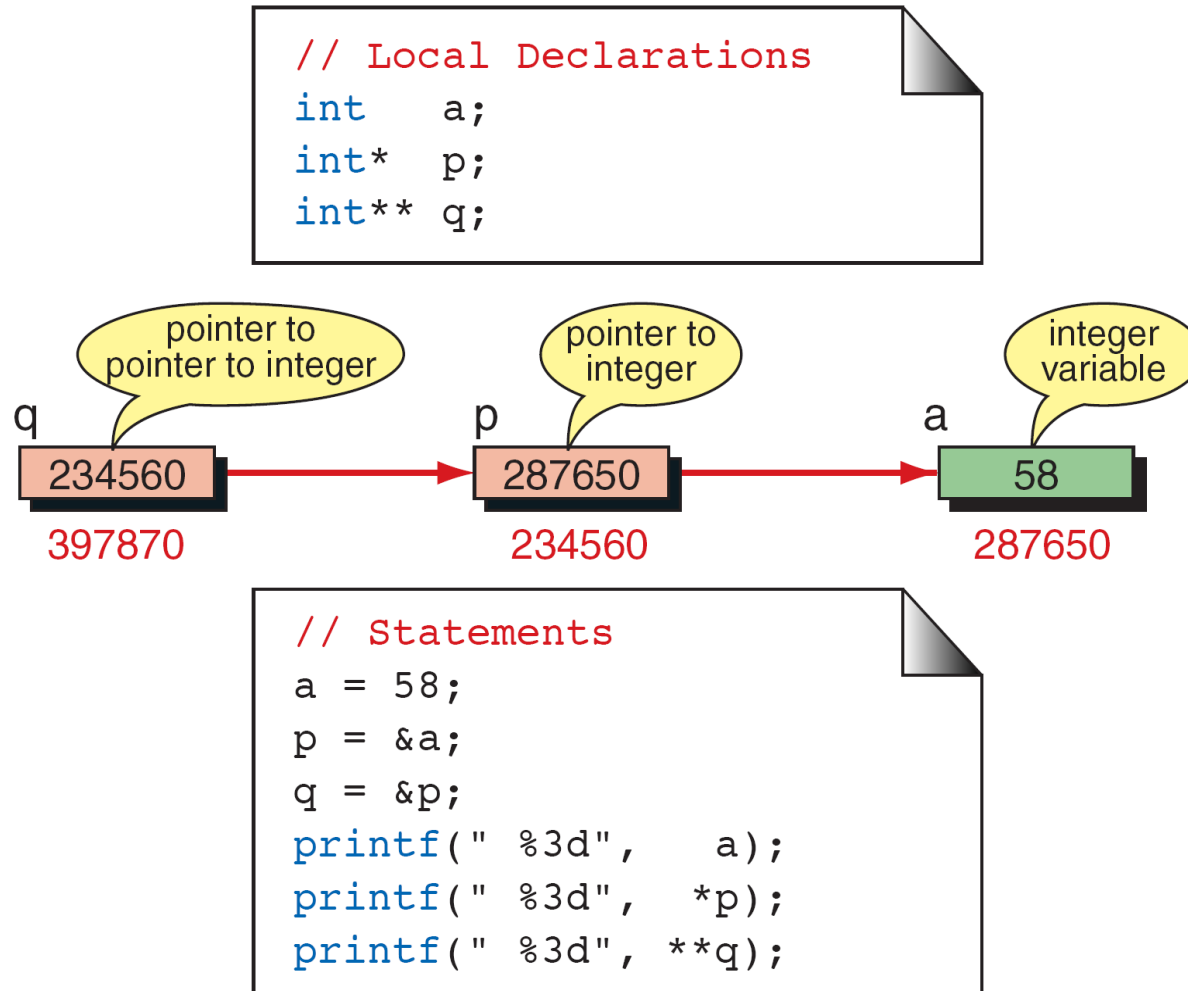 // Local Declarations
int   a;
int*  p;
int** q;
pointer to
pointer to integer
pointer to
integer
integer
variable
q
p
a
234560
287650
58
397870
234560
287650
// Statements
a = 58;
p = &a;
q = &p;
printf(" %3d",   a);
printf(" %3d",  *p);
printf(" %3d", **q);